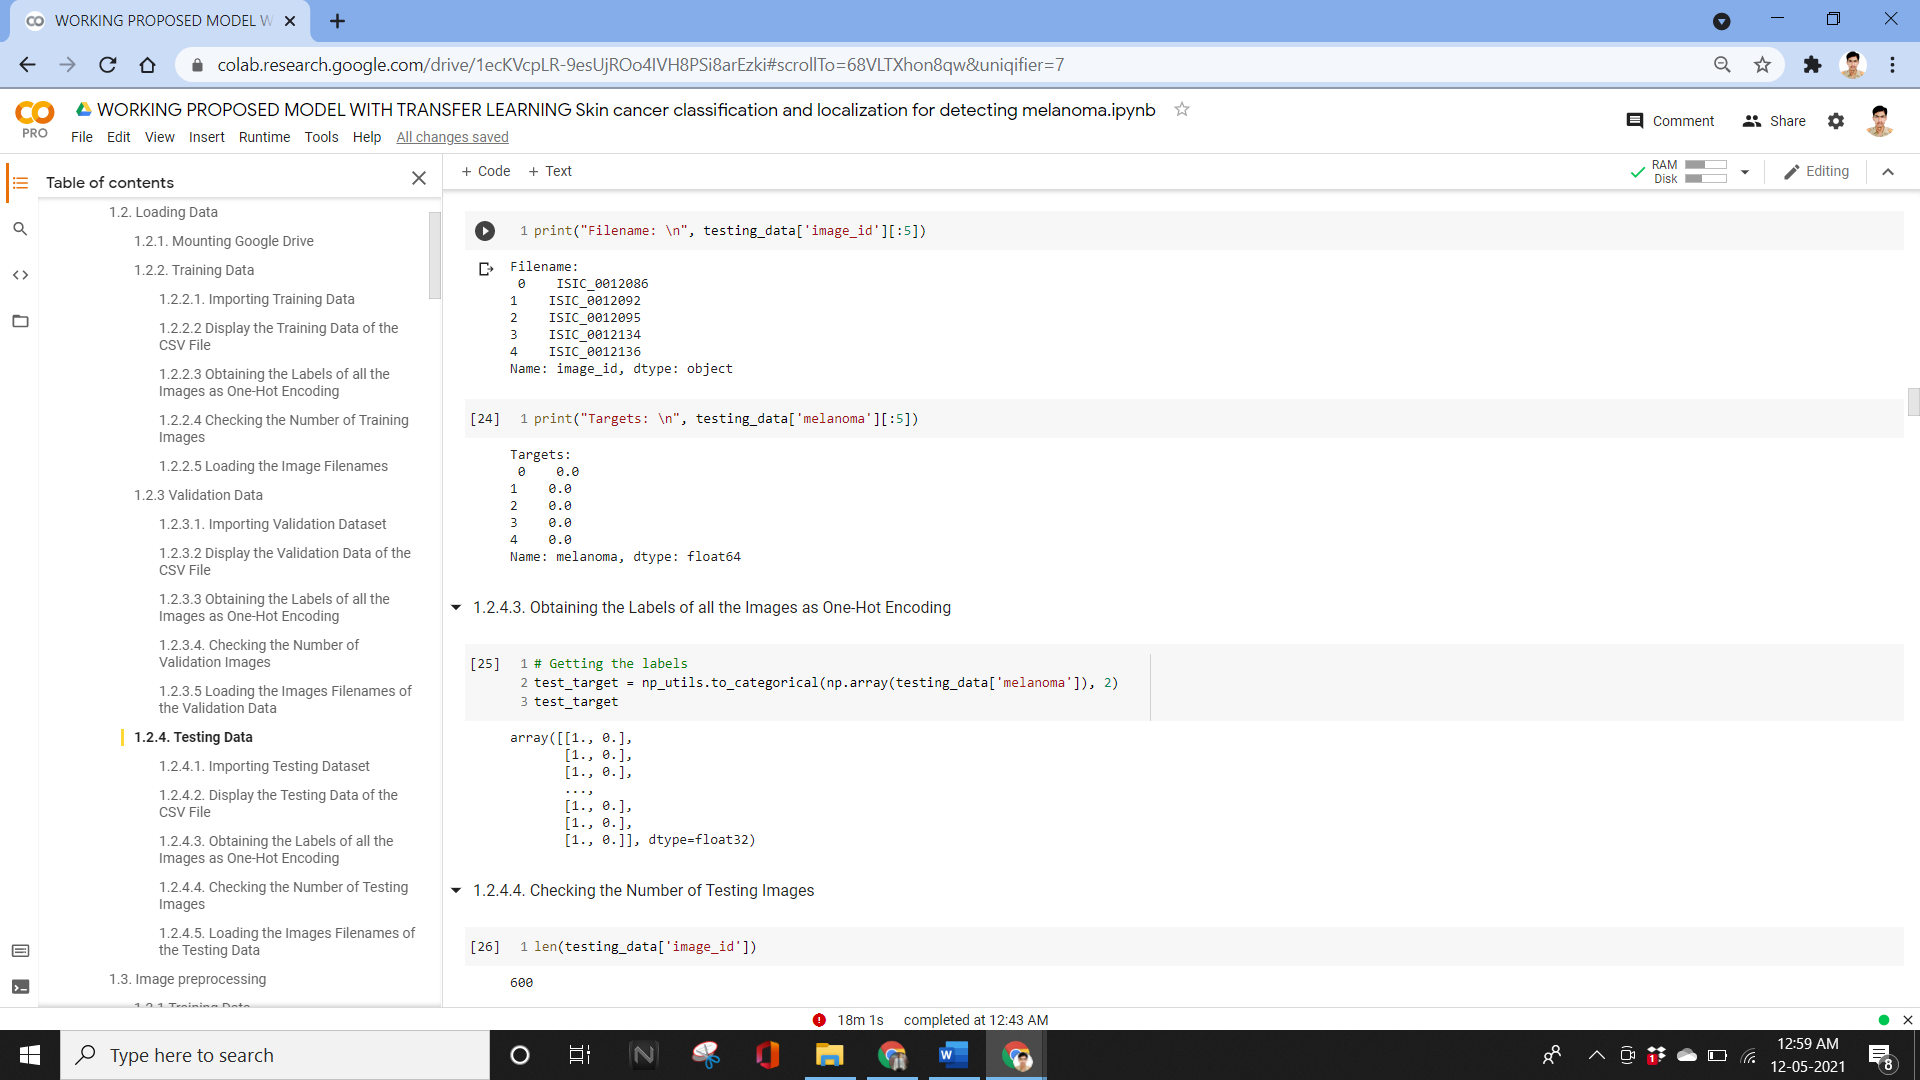 WORKING PROPOSED MODEL W
colab.research.google.com/drive/1ecKVcpLR-9esUjROo4IVH8PSi8arEzki#scrollTo=68VLTXhon8qw&uniqifier=7
CO
PRO
WORKING PROPOSED MODEL WITH TRANSFER LEARNING Skin cancer classification and localization for detecting melanoma.ipynb
File Edit View Insert Runtime Tools Help All changes saved
Comment Share
Table of contents
+ Code + Text
RAM
Disk
Editing
1.2. Loading Data
1.2.1. Mounting Google Drive
1.2.2. Training Data
1.2.2.1. Importing Training Data
1.2.2.2 Display the Training Data of the
CSV File
1.2.2.3 Obtaining the Labels of all the
Images as One-Hot Encoding
1.2.2.4 Checking the Number of Training
Images
1.2.2.5 Loading the Image Filenames
1.2.3 Validation Data
1.2.3.1. Importing Validation Dataset
1.2.3.2 Display the Validation Data of the
CSV File
1.2.3.3 Obtaining the Labels of all the
Images as One-Hot Encoding
1.2.3.4. Checking the Number of
Validation Images
1.2.3.5 Loading the Images Filenames of
the Validation Data
1.2.4. Testing Data
1.2.4.1. Importing Testing Dataset
1.2.4.2. Display the Testing Data of the
CSV File
1.2.4.3. Obtaining the Labels of all the
Images as One-Hot Encoding
1.2.4.4. Checking the Number of Testing
Images
1.2.4.5. Loading the Images Filenames of
the Testing Data
1.3. Image preprocessing
1.3.1 Training Data
1 print("Filename: \n", testing_data['image_id'][:5])
Filename:
0 ISIC_0012086
1 ISIC_0012092
2 ISIC_0012095
3 ISIC_0012134
4 ISIC_0012136
Name: image_id, dtype: object
[24] 1 print("Targets: \n", testing_data['melanoma'][:5])
Targets:
0 0.0
1 0.0
2 0.0
3 0.0
4 0.0
Name: melanoma, dtype: float64
1.2.4.3. Obtaining the Labels of all the Images as One-Hot Encoding
[25] 1 # Getting the labels
2 test_target = np_utils.to_categorical(np.array(testing_data['melanoma']), 2)
3 test_target
array([[1., 0.],
[1., 0.],
[1., 0.],
...,
[1., 0.],
[1., 0.],
[1., 0.]], dtype=float32)
1.2.4.4. Checking the Number of Testing Images
[26] 1 len(testing_data['image_id'])
600
18m 1s completed at 12:43 AM
Type here to search
12:59 AM
12-05-2021
8